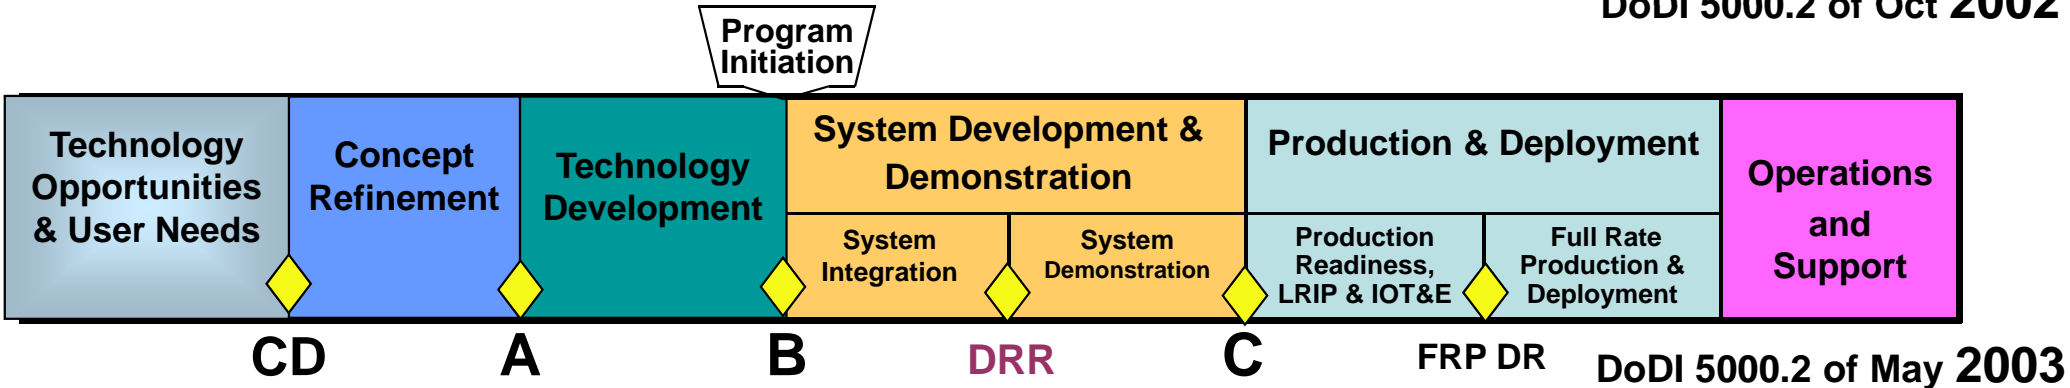 DoDI 5000.2 of Oct 2002
Program
Initiation
Technology
Opportunities
& User Needs
Concept
Refinement
Technology
Development
System Development &
Demonstration
System
Integration
System
Demonstration
Production & Deployment
Production
Readiness,
LRIP & IOT&E
Full Rate
Production &
Deployment
Operations
and
Support
CD
A
B
DRR
C
FRP DR
DoDI 5000.2 of May 2003